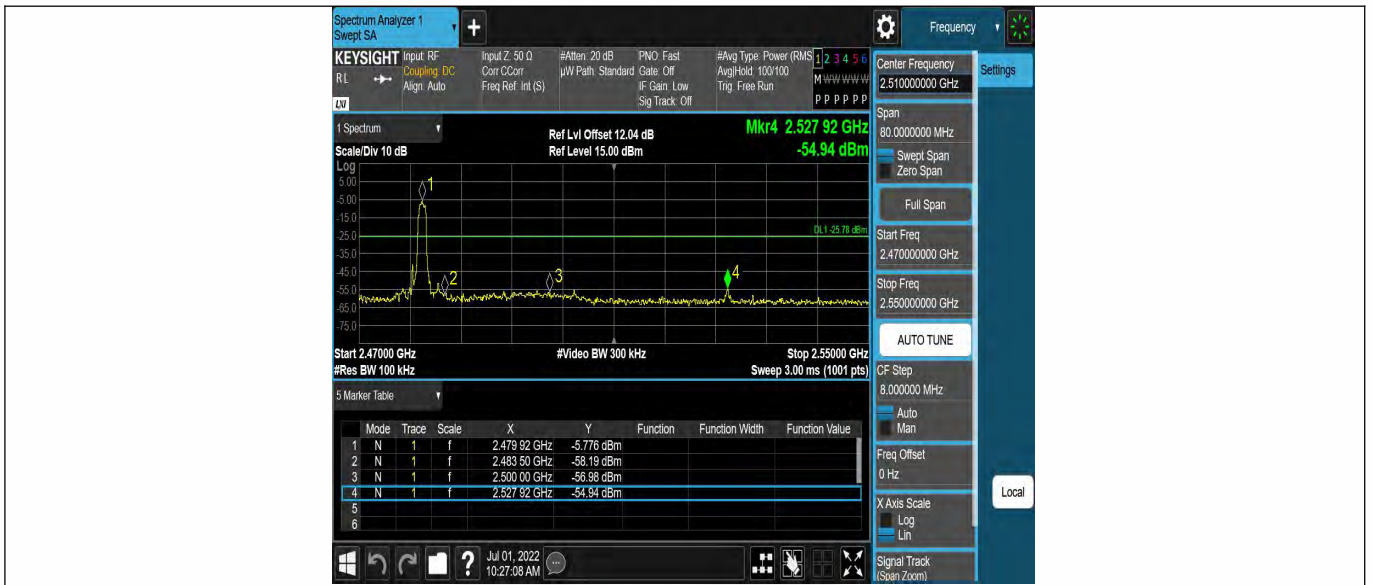 Spectrum Analyzer 1
Swept SA
+
Frequency
KEYSIGHT
RL
LXI
Input: RF
Coupling: DC
Align: Auto
Input Z: 50 Ω
Corr CCorr
Freq Ref: Int (S)
#Atten: 20 dB
µW Path: Standard
PNO: Fast
Gate: Off
IF Gain: Low
Sig Track: Off
#Avg Type: Power (RMS
Avg|Hold: 100/100
Trig: Free Run
1 2 3 4 5 6
M W W W W W
P P P P P P
1 Spectrum
Scale/Div 10 dB
Log
Ref Lvl Offset 12.04 dB
Ref Level 15.00 dBm
Mkr4 2.527 92 GHz
-54.94 dBm
5.00
-5.00
-15.0
-25.0
-35.0
-45.0
-55.0
-65.0
-75.0
1
2
3
4
DL1 -25.78 dBm
Start 2.47000 GHz
#Res BW 100 kHz
#Video BW 300 kHz
Stop 2.55000 GHz
Sweep 3.00 ms (1001 pts)
5 Marker Table
Mode Trace Scale X Y Function Function Width Function Value
1 N 1 f 2.479 92 GHz -5.776 dBm
2 N 1 f 2.483 50 GHz -58.19 dBm
3 N 1 f 2.500 00 GHz -56.98 dBm
4 N 1 f 2.527 92 GHz -54.94 dBm
5
6
?
Jul 01, 2022
10:27:08 AM
Center Frequency
2.510000000 GHz
Settings
Span
80.0000000 MHz
Swept Span
Zero Span
Full Span
Start Freq
2.470000000 GHz
Stop Freq
2.550000000 GHz
AUTO TUNE
CF Step
8.000000 MHz
Auto
Man
Freq Offset
0 Hz
X Axis Scale
Log
Lin
Local
Signal Track
(Span Zoom)